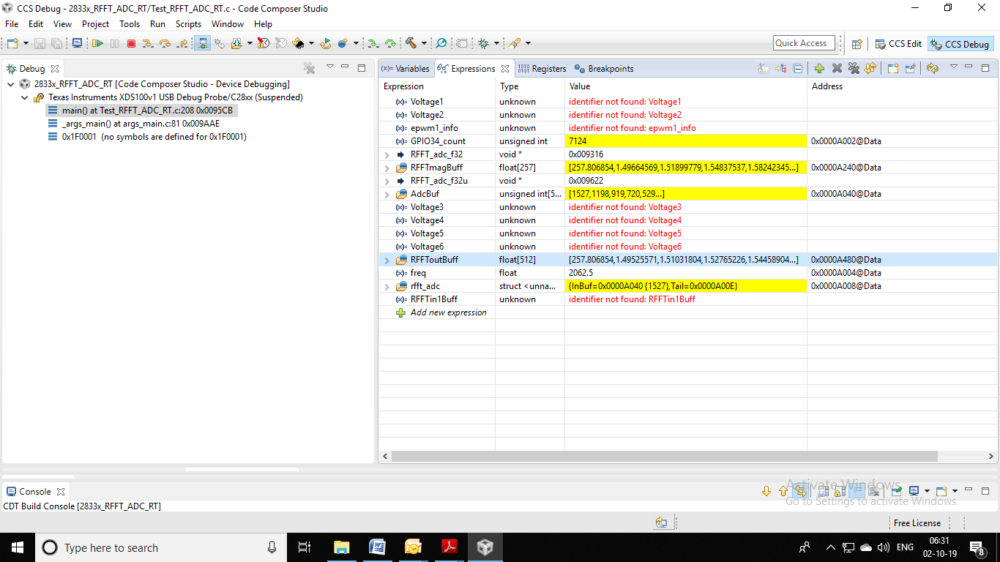 CCS Debug - 2833x_RFFT_ADC_RT/Test_RFFT_ADC_RT.c - Code Composer Studio
File Edit View Project Tools Run Scripts Window Help
Quick Access CCS Edit CCS Debug
Debug
2833x_RFFT_ADC_RT [Code Composer Studio - Device Debugging]
Texas Instruments XDS100v1 USB Debug Probe/C28xx (Suspended)
main() at Test_RFFT_ADC_RT.c:208 0x0095CB
_args_main() at args_main.c:81 0x009AAE
0x1F0001 (no symbols are defined for 0x1F0001)
(x)= Variables Expressions 1010 0101 Registers Breakpoints
Expression Type Value Address
(x)= Voltage1 unknown identifier not found: Voltage1
(x)= Voltage2 unknown identifier not found: Voltage2
(x)= epwm1_info unknown identifier not found: epwm1_info
(x)= GPIO34_count unsigned int 7124 0x0000A002@Data
RFFT_adc_f32 void * 0x009316
RFFTmagBuff float[257] [257.806854,1.49664569,1.51899779,1.54837537,1.58242345...] 0x0000A240@Data
RFFT_adc_f32u void * 0x009622
AdcBuf unsigned int[5... [1527,1198,919,720,529...] 0x0000A040@Data
(x)= Voltage3 unknown identifier not found: Voltage3
(x)= Voltage4 unknown identifier not found: Voltage4
(x)= Voltage5 unknown identifier not found: Voltage5
(x)= Voltage6 unknown identifier not found: Voltage6
RFFToutBuff float[512] [257.806854,1.49525571,1.51031804,1.52765226,1.54458904...] 0x0000A480@Data
(x)= freq float 2062.5 0x0000A004@Data
rfft_adc struct <unna... {InBuf=0x0000A040 {1527},Tail=0x0000A00E} 0x0000A008@Data
(x)= RFFTin1Buff unknown identifier not found: RFFTin1Buff
Add new expression
Console
CDT Build Console [2833x_RFFT_ADC_RT]
Activate Windows
Go to Settings to activate Windows.
Free License
Type here to search
ENG
06:31
02-10-19
8